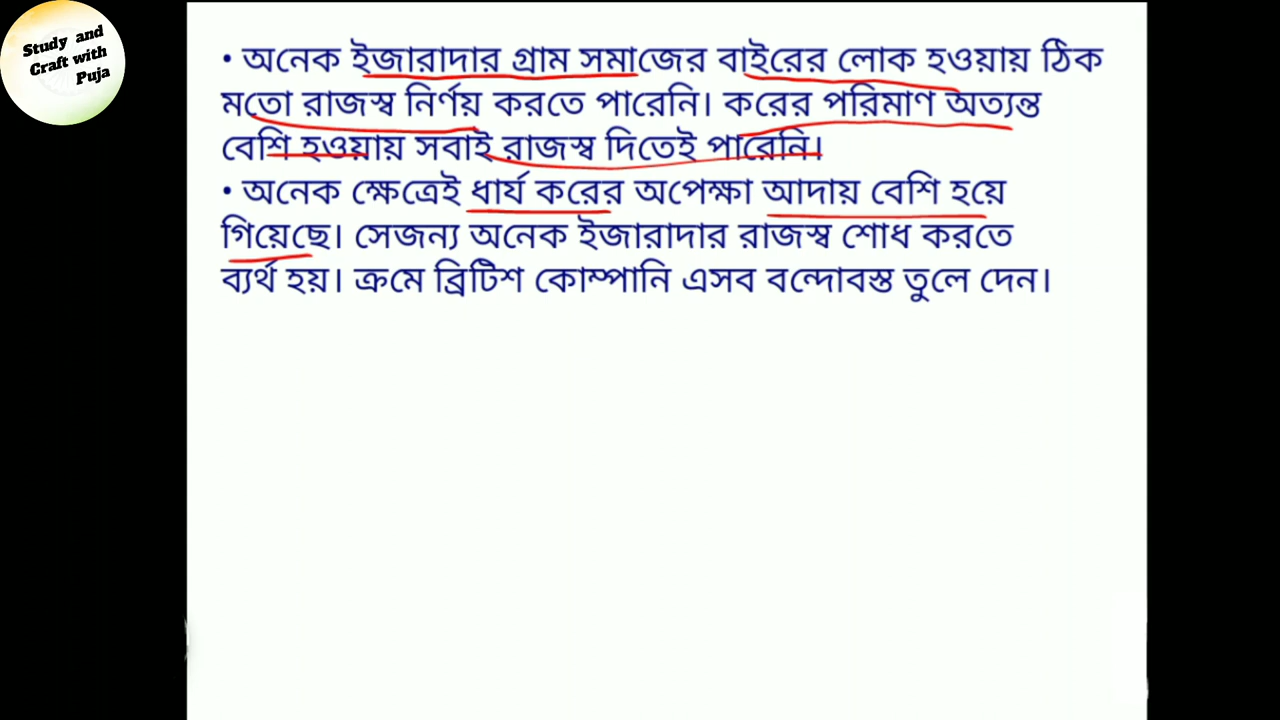 Study and
Craft with
Puja
• অনেক ইজারাদার গ্রাম সমাজের বাইরের লোক হওয়ায় ঠিক
মতো রাজস্ব নির্ণয় করতে পারেনি। করের পরিমাণ অত্যন্ত
বেশি হওয়ায় সবাই রাজস্ব দিতেই পারেনি।
• অনেক ক্ষেত্রেই ধার্য করের অপেক্ষা আদায় বেশি হয়ে
গিয়েছে। সেজন্য অনেক ইজারাদার রাজস্ব শোধ করতে
ব্যর্থ হয়। ক্রমে ব্রিটিশ কোম্পানি এসব বন্দোবস্ত তুলে দেন।